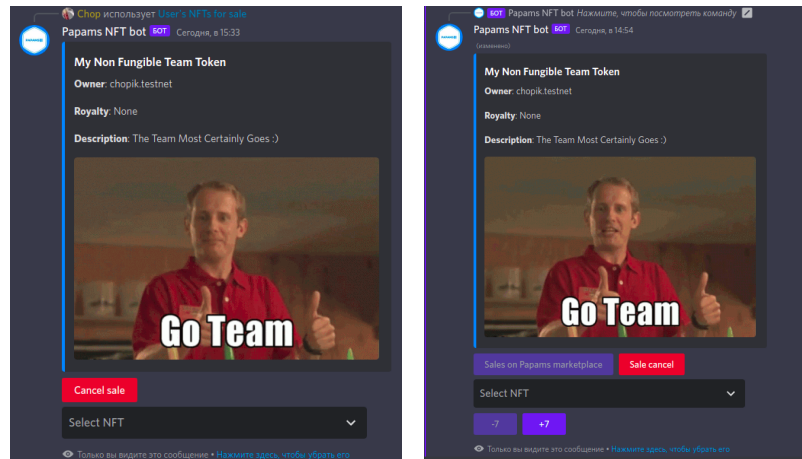 Chop использует User's NFTs for sale
Papams NFT bot БОТ Сегодня, в 15:33
My Non Fungible Team Token
Owner: chopik.testnet
Royalty: None
Description: The Team Most Certainly Goes :)
Go Team
Cancel sale
Select NFT
Только вы видите это сообщение • Нажмите здесь, чтобы убрать его
БОТ Papams NFT bot Нажмите, чтобы посмотреть команду
Papams NFT bot БОТ Сегодня, в 14:54
(изменено)
My Non Fungible Team Token
Owner: chopik.testnet
Royalty: None
Description: The Team Most Certainly Goes :)
Go Team
Sales on Papams marketplace Sale cancel
Select NFT
-7 +7
Только вы видите это сообщение • Нажмите здесь, чтобы убрать его